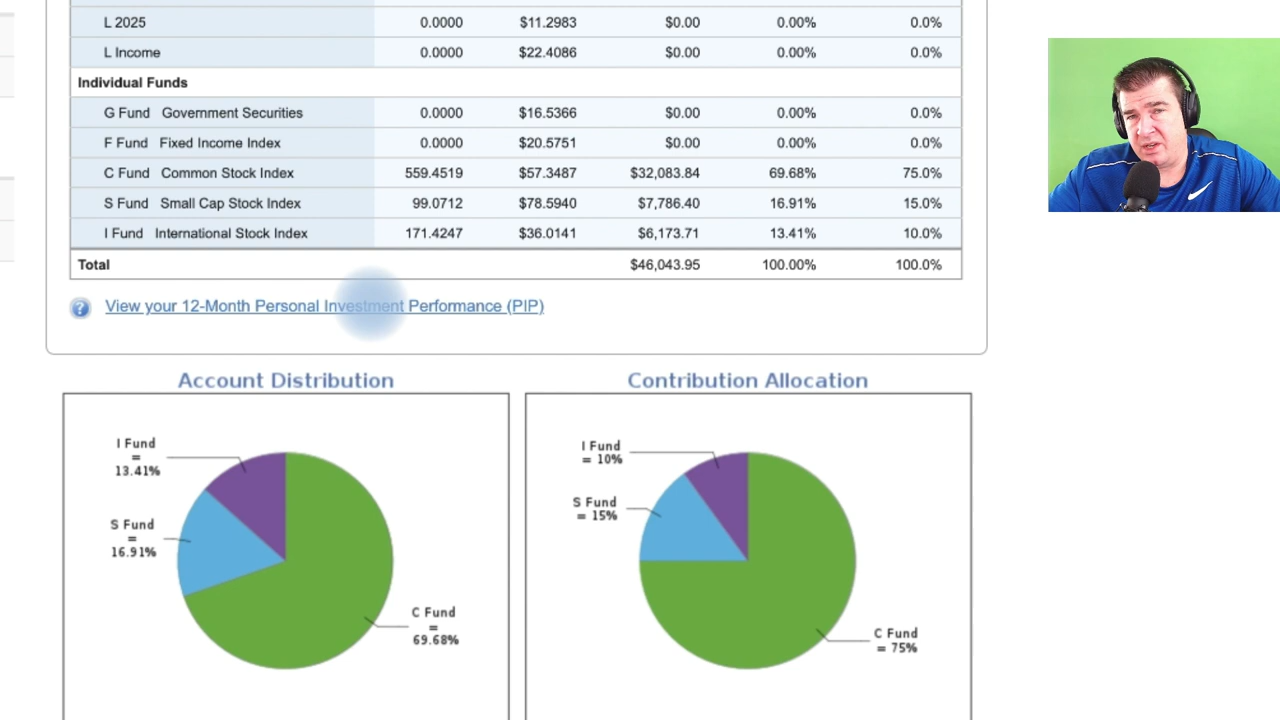 L 2025 0.0000 $11.2983 $0.00 0.00% 0.0%
L Income 0.0000 $22.4086 $0.00 0.00% 0.0%
Individual Funds
G Fund Government Securities 0.0000 $16.5366 $0.00 0.00% 0.0%
F Fund Fixed Income Index 0.0000 $20.5751 $0.00 0.00% 0.0%
C Fund Common Stock Index 559.4519 $57.3487 $32,083.84 69.68% 75.0%
S Fund Small Cap Stock Index 99.0712 $78.5940 $7,786.40 16.91% 15.0%
I Fund International Stock Index 171.4247 $36.0141 $6,173.71 13.41% 10.0%
Total $46,043.95 100.00% 100.0%
? View your 12-Month Personal Investment Performance (PIP)
Account Distribution
I Fund
=
13.41%
S Fund
=
16.91%
C Fund
=
69.68%
Contribution Allocation
I Fund
= 10%
S Fund
= 15%
C Fund
= 75%